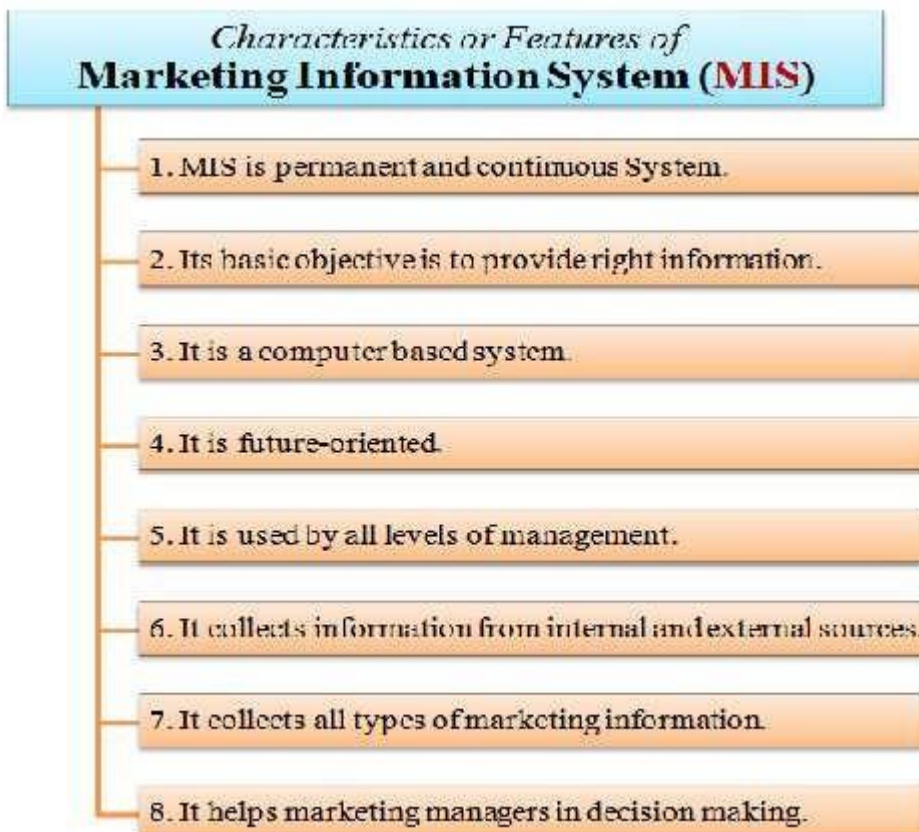 Characteristics or Features of
Marketing Information System (MIS)
1. MIS is permanent and continuous System.
2. Its basic objective is to provide right information.
3. It is a computer based system.
4. It is future-oriented.
5. It is used by all levels of management.
6. It collects information from internal and external sources
7. It collects all types of marketing information.
8. It helps marketing managers in decision making.